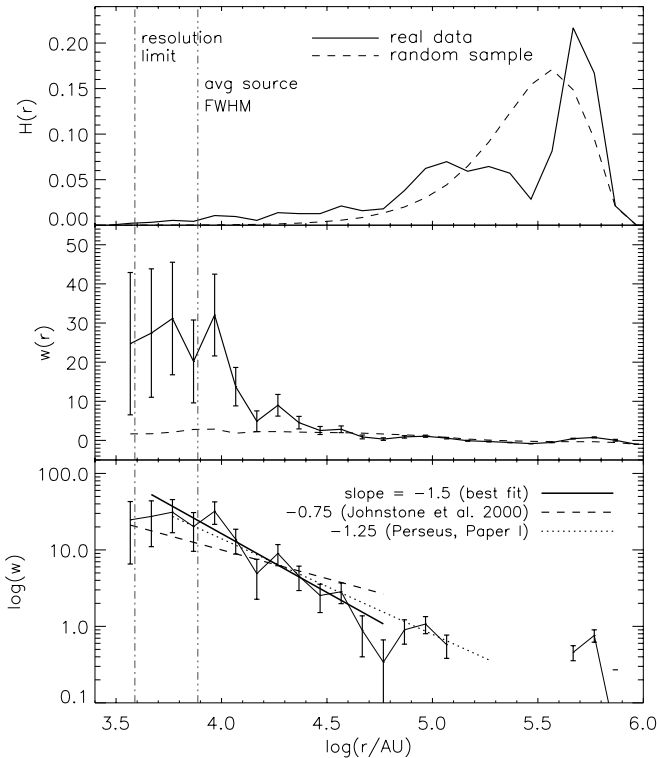 resolution
limit
avg source
FWHM
real data
random sample
H(r)
0.20
0.15
0.10
0.05
0.00
w(r)
50
40
30
20
10
0
slope = −1.5 (best fit)
−0.75 (Johnstone et al. 2000)
−1.25 (Perseus, Paper I)
log(w)
100.0
10.0
1.0
0.1
3.5 4.0 4.5 5.0 5.5 6.0
log(r/AU)